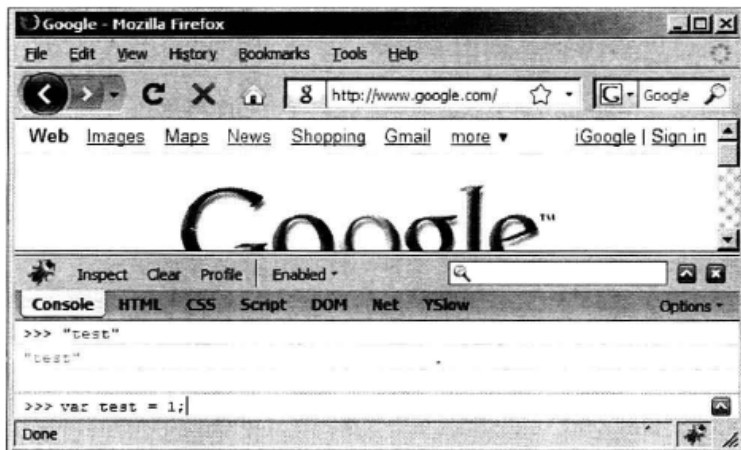 Google - Mozilla Firefox
File Edit View History Bookmarks Tools Help
http://www.google.com/ G Google
Web Images Maps News Shopping Gmail more ▼ iGoogle | Sign in
Google™
Inspect Clear Profile Enabled
Console HTML CSS Script DOM Net YSlow Options
>>> "test"
"test"
>>> var test = 1;
Done